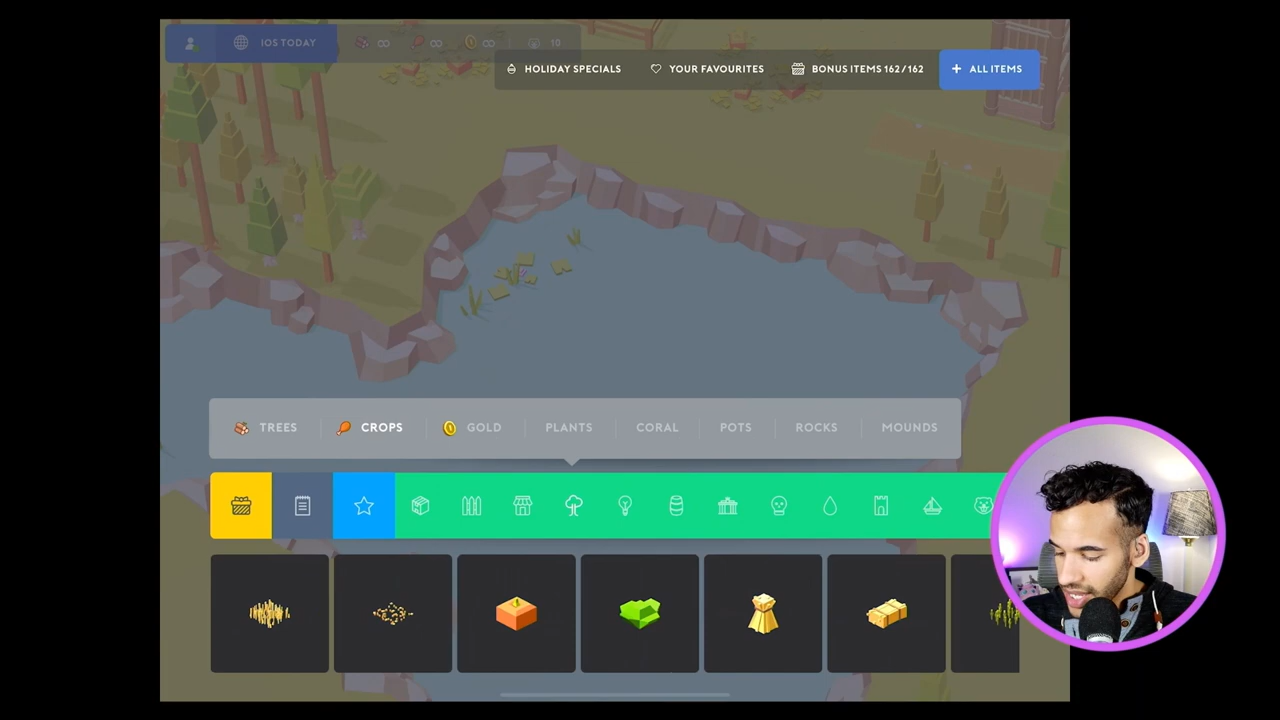 IOS TODAY ∞ ∞ ∞ 10
HOLIDAY SPECIALS YOUR FAVOURITES BONUS ITEMS 162/162 + ALL ITEMS
TREES CROPS GOLD PLANTS CORAL POTS ROCKS MOUNDS